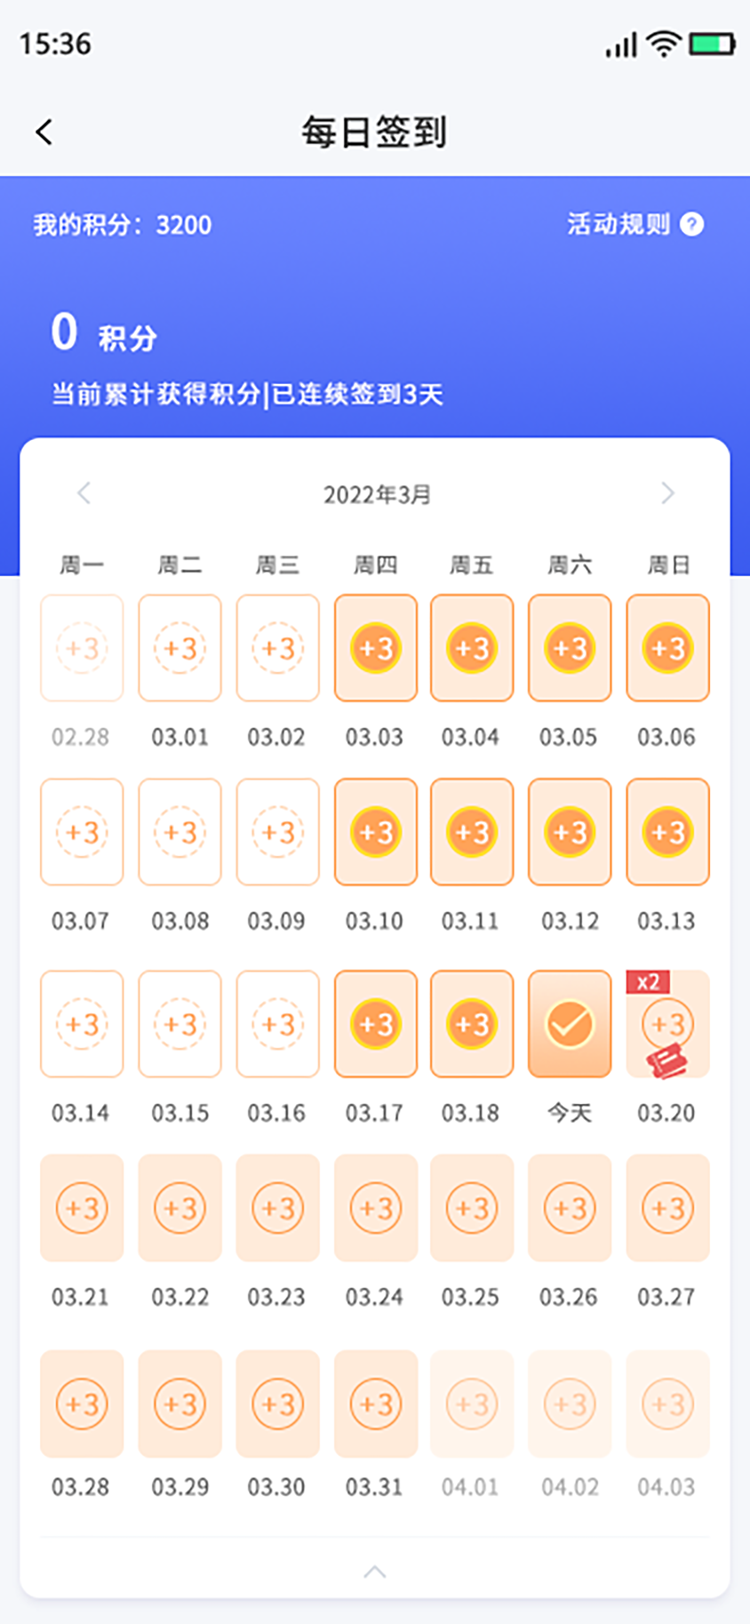 15:36
每日签到
我的积分：3200 活动规则 ?
0 积分
当前累计获得积分|已连续签到3天
2022年3月
周一 周二 周三 周四 周五 周六 周日
+3 +3 +3 +3 +3 +3 +3
02.28 03.01 03.02 03.03 03.04 03.05 03.06
+3 +3 +3 +3 +3 +3 +3
03.07 03.08 03.09 03.10 03.11 03.12 03.13
x2
+3 +3 +3 +3 +3 +3
03.14 03.15 03.16 03.17 03.18 今天 03.20
+3 +3 +3 +3 +3 +3 +3
03.21 03.22 03.23 03.24 03.25 03.26 03.27
+3 +3 +3 +3 +3 +3 +3
03.28 03.29 03.30 03.31 04.01 04.02 04.03